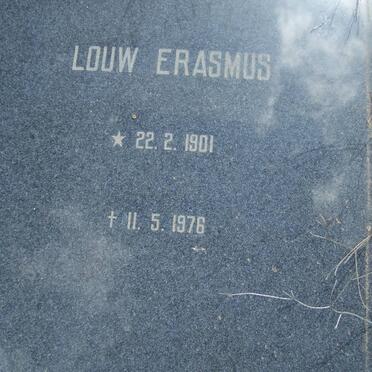 LOUW ERASMUS
★ 22. 2. 1901
† 11. 5. 1976